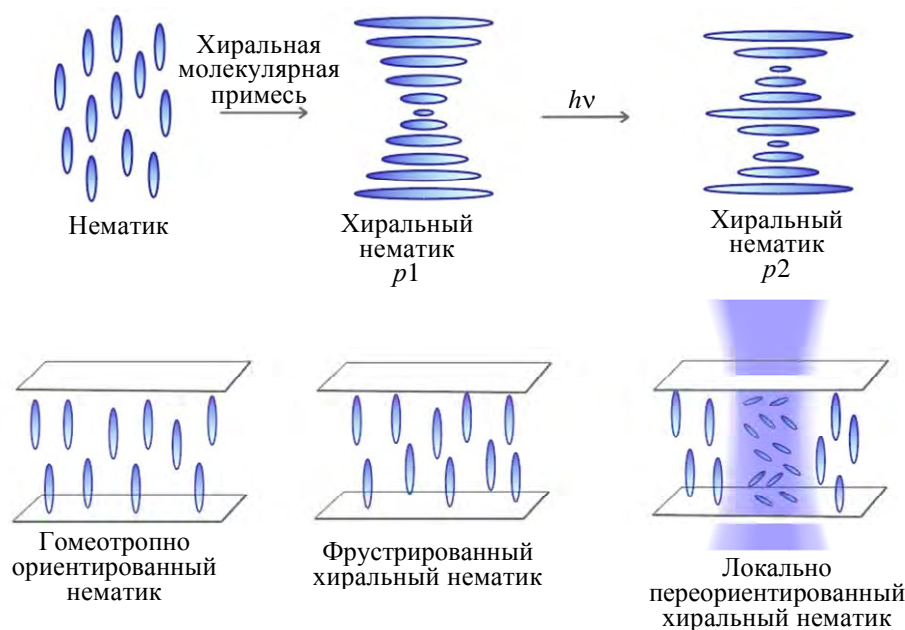 Хиральная
молекулярная
примесь
hν
Нематик
Хиральный
нематик
p1
Хиральный
нематик
p2
Гомеотропно
ориентированный
нематик
Фрустрированный
хиральный нематик
Локально
переориентированный
хиральный нематик